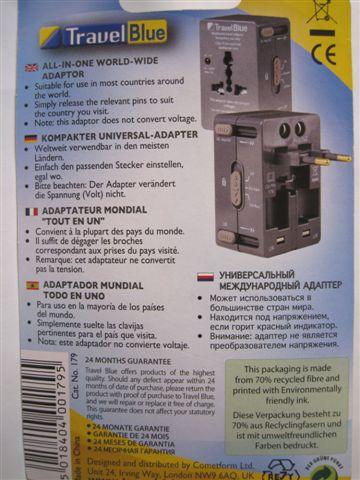 Travel Blue
Travel Blue
ALL-IN-ONE WORLD-WIDE
ADAPTOR
• Suitable for use in most countries around
the world.
• Simply release the relevant pins to suit
the country you visit.
• Note: this adaptor does not convert voltage.
KOMPAKTER UNIVERSAL-ADAPTER
• Weltweit verwendbar in den meisten
Ländern.
• Einfach den passenden Stecker einstellen,
egal wo.
• Bitte beachten: Der Adapter verändert
die Spannung (Volt) nicht.
ADAPTATEUR MONDIAL
"TOUT EN UN"
• Convient à la plupart des pays du monde.
• Il suffit de dégager les broches
correspondant aux prises du pays visité.
• Remarque: cet adaptateur ne convertit
pas la tension.
ADAPTADOR MUNDIAL
TODO EN UNO
• Para uso en la mayoría de los países
del mundo.
• Simplemente suelte las clavijas
pertinentes para el país que visita.
• Nota: este adaptador no converte voltaje.
УНИВЕРСАЛЬНЫЙ
МЕЖДУНАРОДНЫЙ АДАПТЕР
• Может использоваться в
большинстве стран мира.
• Находится под напряжением,
если горит красный индикатор.
• Внимание: адаптер не является
преобразователем напряжения.
5 018404 001795
Cat. No. 179
Made in China
24 MONTHS GUARANTEE
Travel Blue offers products of the highest
quality. Should any defect appear within 24
months of date of purchase, please return the
product with proof of purchase to Travel Blue,
and we will repair or replace it free of charge.
This guarantee does not affect your statutory
rights.
• 24 MONATE GARANTIE
• GARANTIE DE 24 MOIS
• 24 MESES DE GARANTIA
• 24 МЕСЯЧНАЯ ГАРАНТИЯ
Designed and distributed by Cometform Ltd.
Unit 24, Irving Way, London NW9 6AQ, UK
This packaging is made
from 70% recycled fibre and
printed with Environmentally
friendly ink.
Diese Verpackung besteht zu
70% aus Recyclingfasern und
ist mit umweltfreundlichen
Farben bedruckt.